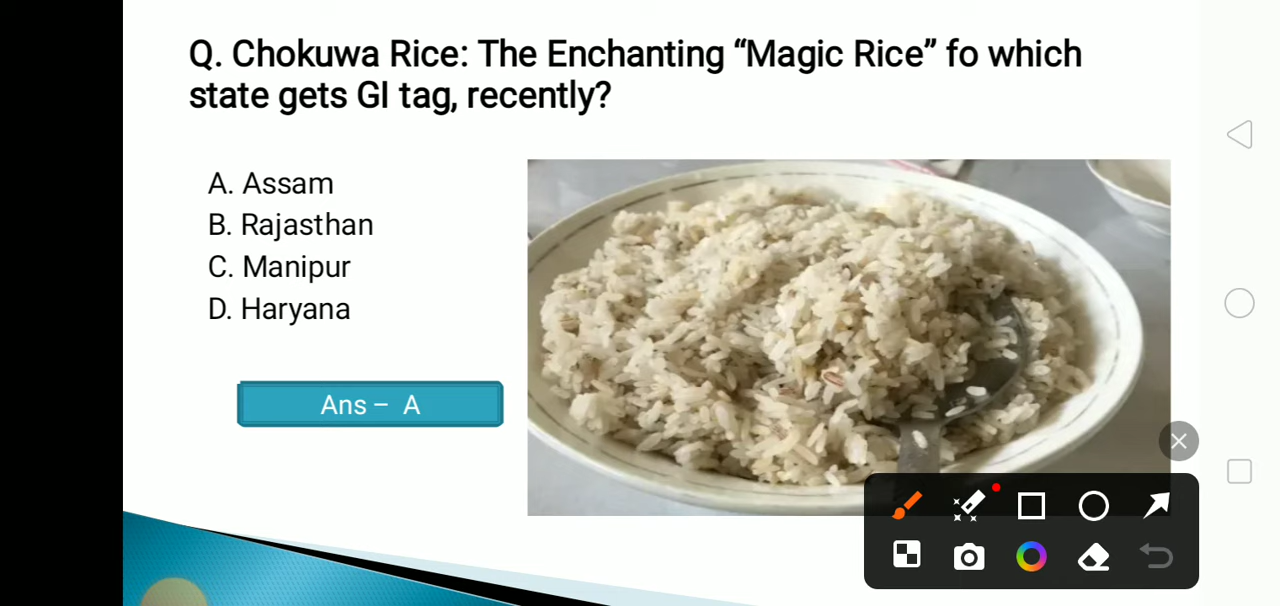 Q. Chokuwa Rice: The Enchanting “Magic Rice” fo which
state gets GI tag, recently?
A. Assam
B. Rajasthan
C. Manipur
D. Haryana
Ans – A